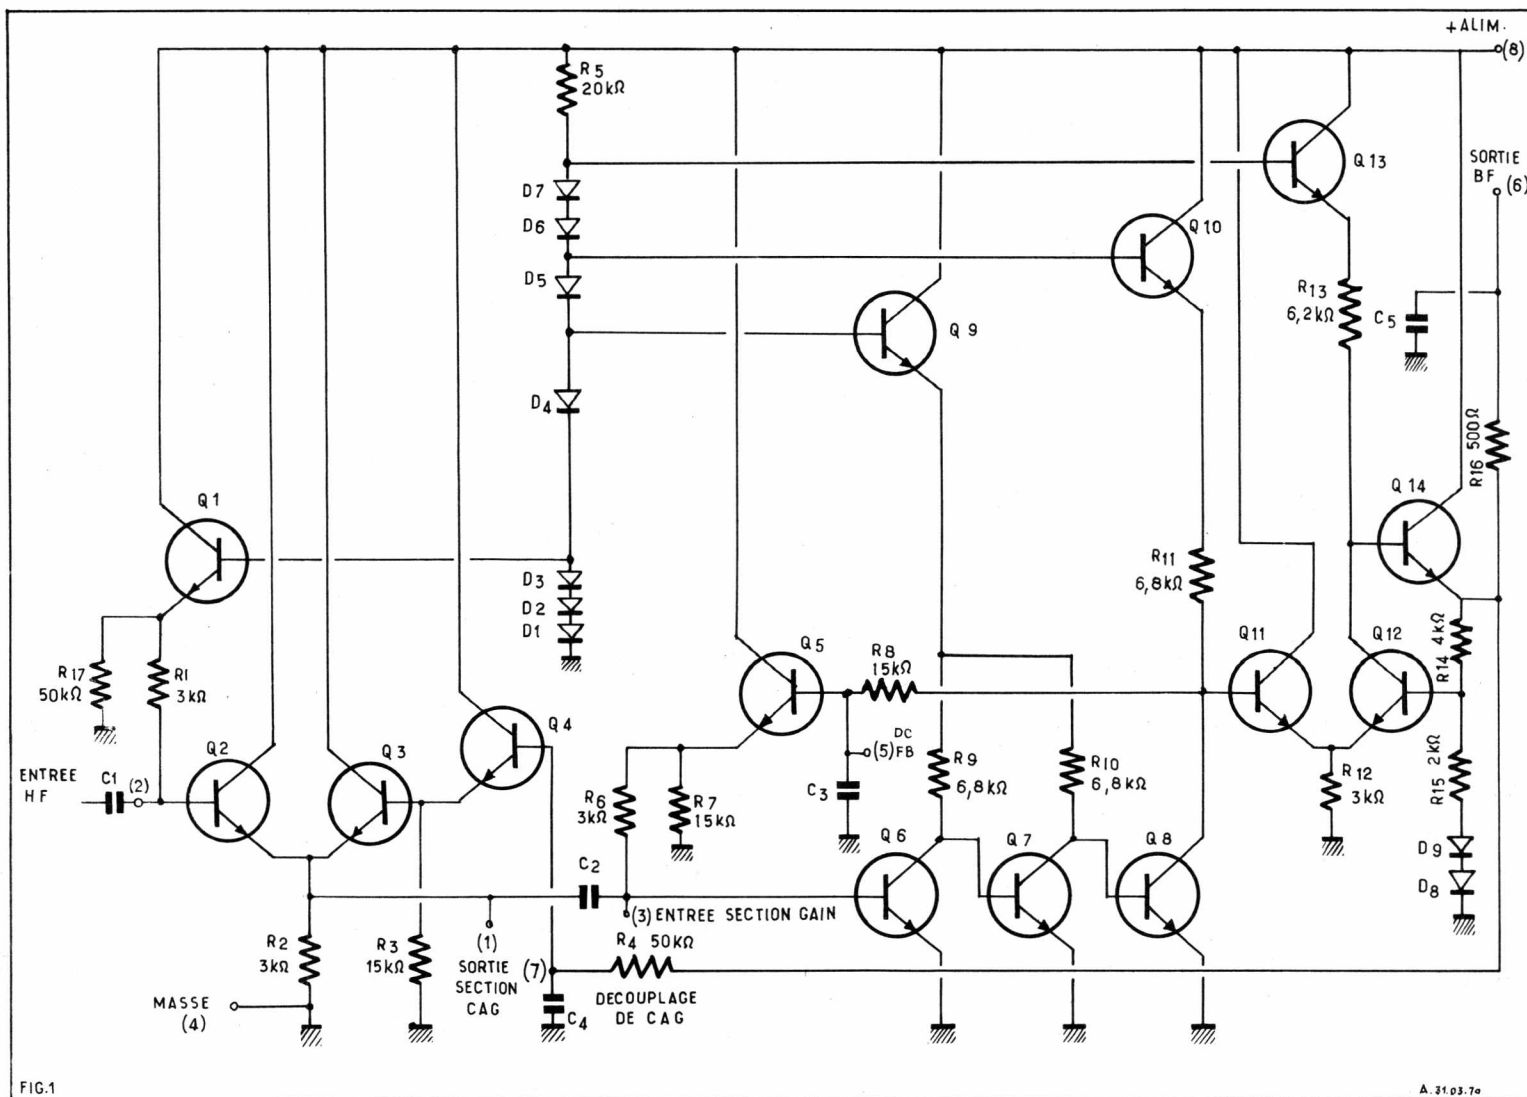 +ALIM.
(8)
R5
20kΩ
Q13
SORTIE
BF
(6)
D7
D6
D5
Q10
R13
6,2kΩ
C5
Q9
D4
R16 500Ω
Q1
Q14
R11
6,8kΩ
D3
D2
D1
R17
50kΩ
R1
3kΩ
Q5
R8
15kΩ
Q11
Q12
R14 4kΩ
Q4
DC
(5) FB
Q2
Q3
ENTREE
HF
C1
(2)
R6
3kΩ
R7
15kΩ
C3
R9
6,8kΩ
R10
6,8kΩ
R12
3kΩ
R15 2kΩ
Q6
Q7
Q8
D9
D8
C2
(3) ENTREE SECTION GAIN
(1)
SORTIE
SECTION
CAG
R2
3kΩ
R3
15kΩ
R4 50kΩ
(7)
DECOUPLAGE
DE CAG
C4
MASSE
(4)
FIG.1
A.31.03.70